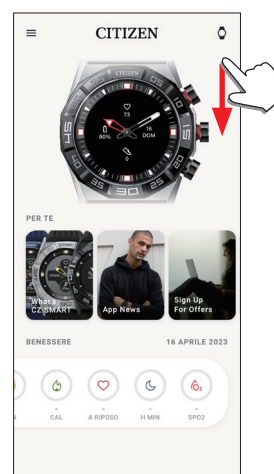 CITIZEN
CITIZEN
73
90%
16
DOM
0
PER TE
What's
CZ SMART
App News
Sign Up
For Offers
BENESSERE
16 APRILE 2023
N
CAL
A RIPOSO
H MIN
SPO2